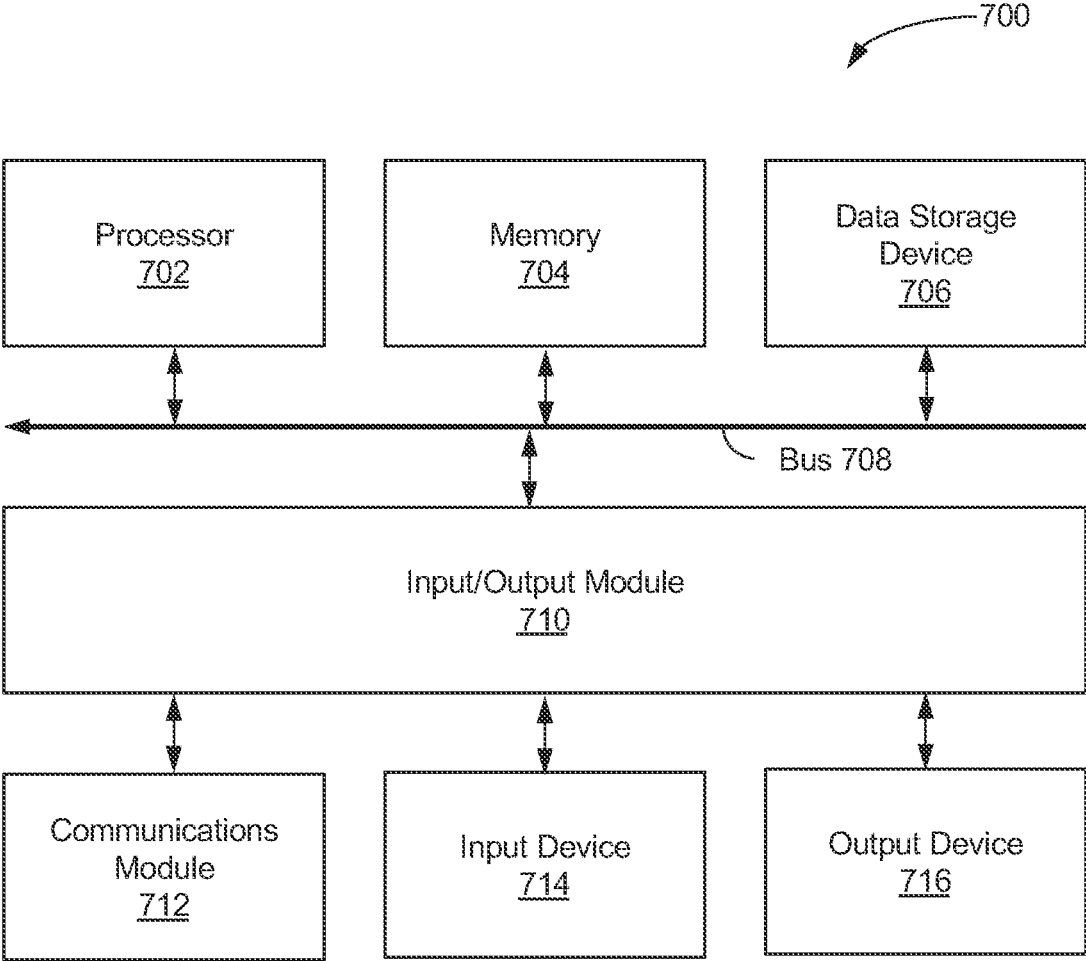 700
Processor
702
Memory
704
Data Storage
Device
706
Bus 708
Input/Output Module
710
Communications
Module
712
Input Device
714
Output Device
716